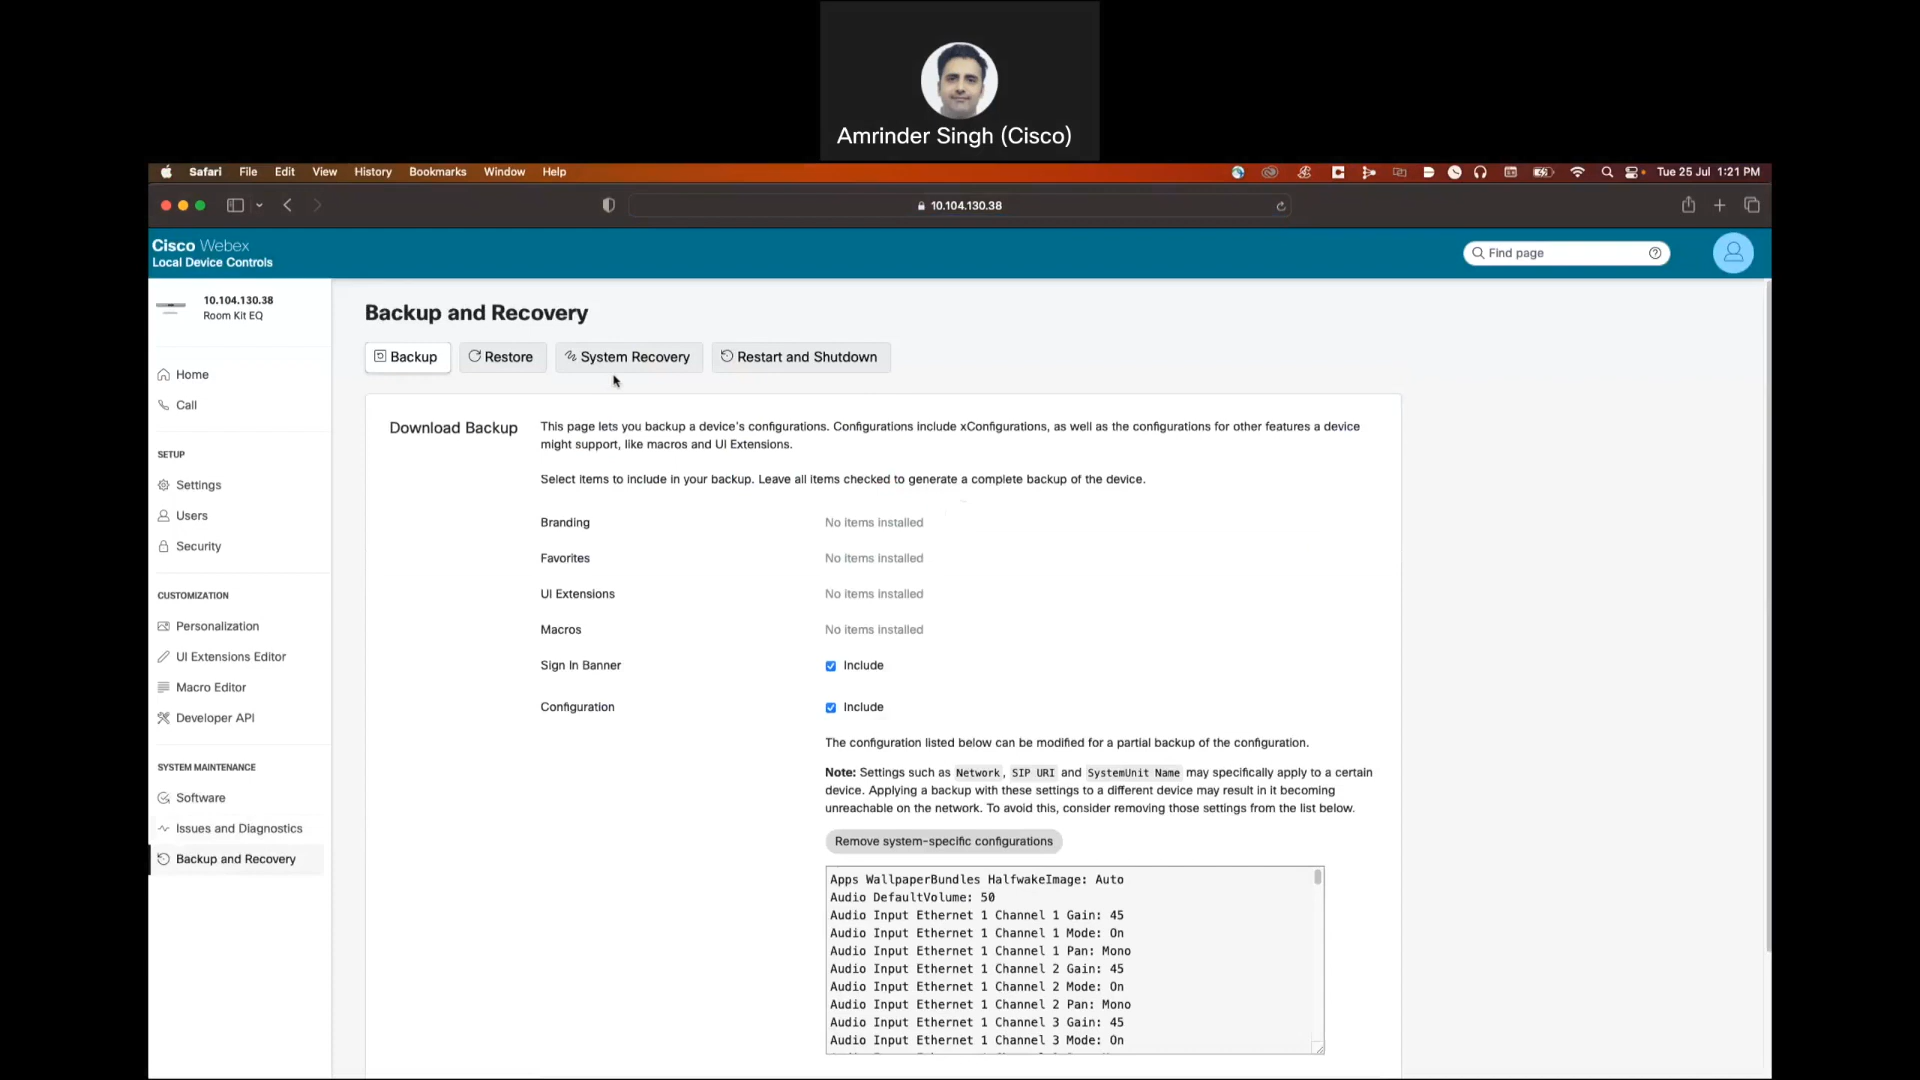 Amrinder Singh (Cisco)
Safari File Edit View History Bookmarks Window Help Tue 25 Jul 1:21 PM
10.104.130.38
Cisco Webex
Local Device Controls
Find page
10.104.130.38
Room Kit EQ
Home
Call
SETUP
Settings
Users
Security
CUSTOMIZATION
Personalization
UI Extensions Editor
Macro Editor
Developer API
SYSTEM MAINTENANCE
Software
Issues and Diagnostics
Backup and Recovery
Backup and Recovery
Backup Restore System Recovery Restart and Shutdown
Download Backup
This page lets you backup a device's configurations. Configurations include xConfigurations, as well as the configurations for other features a device
might support, like macros and UI Extensions.
Select items to include in your backup. Leave all items checked to generate a complete backup of the device.
Branding No items installed
Favorites No items installed
UI Extensions No items installed
Macros No items installed
Sign In Banner Include
Configuration Include
The configuration listed below can be modified for a partial backup of the configuration.
Note: Settings such as Network, SIP URI and SystemUnit Name may specifically apply to a certain
device. Applying a backup with these settings to a different device may result in it becoming
unreachable on the network. To avoid this, consider removing those settings from the list below.
Remove system-specific configurations
Apps WallpaperBundles HalfwakeImage: Auto
Audio DefaultVolume: 50
Audio Input Ethernet 1 Channel 1 Gain: 45
Audio Input Ethernet 1 Channel 1 Mode: On
Audio Input Ethernet 1 Channel 1 Pan: Mono
Audio Input Ethernet 1 Channel 2 Gain: 45
Audio Input Ethernet 1 Channel 2 Mode: On
Audio Input Ethernet 1 Channel 2 Pan: Mono
Audio Input Ethernet 1 Channel 3 Gain: 45
Audio Input Ethernet 1 Channel 3 Mode: On